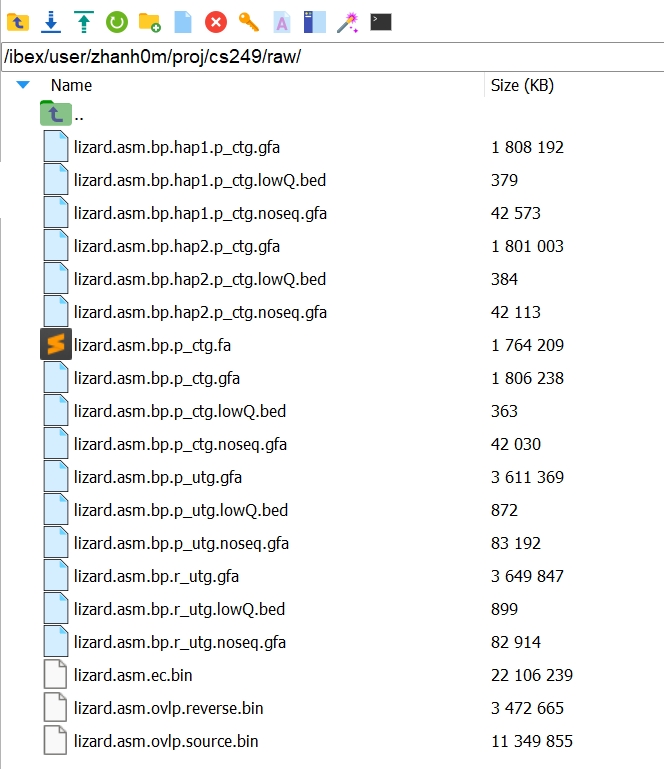 /ibex/user/zhanh0m/proj/cs249/raw/
Name Size (KB)
..
lizard.asm.bp.hap1.p_ctg.gfa 1 808 192
lizard.asm.bp.hap1.p_ctg.lowQ.bed 379
lizard.asm.bp.hap1.p_ctg.noseq.gfa 42 573
lizard.asm.bp.hap2.p_ctg.gfa 1 801 003
lizard.asm.bp.hap2.p_ctg.lowQ.bed 384
lizard.asm.bp.hap2.p_ctg.noseq.gfa 42 113
lizard.asm.bp.p_ctg.fa 1 764 209
lizard.asm.bp.p_ctg.gfa 1 806 238
lizard.asm.bp.p_ctg.lowQ.bed 363
lizard.asm.bp.p_ctg.noseq.gfa 42 030
lizard.asm.bp.p_utg.gfa 3 611 369
lizard.asm.bp.p_utg.lowQ.bed 872
lizard.asm.bp.p_utg.noseq.gfa 83 192
lizard.asm.bp.r_utg.gfa 3 649 847
lizard.asm.bp.r_utg.lowQ.bed 899
lizard.asm.bp.r_utg.noseq.gfa 82 914
lizard.asm.ec.bin 22 106 239
lizard.asm.ovlp.reverse.bin 3 472 665
lizard.asm.ovlp.source.bin 11 349 855